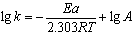 lg k = − Ea / 2.303RT + lg A